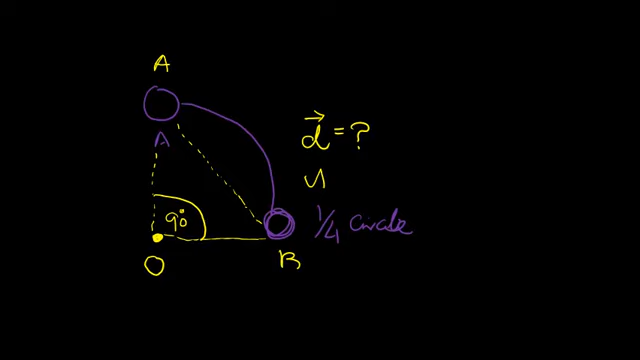 A
A
d⃗ = ?
90°
1/4 Circle
O
B